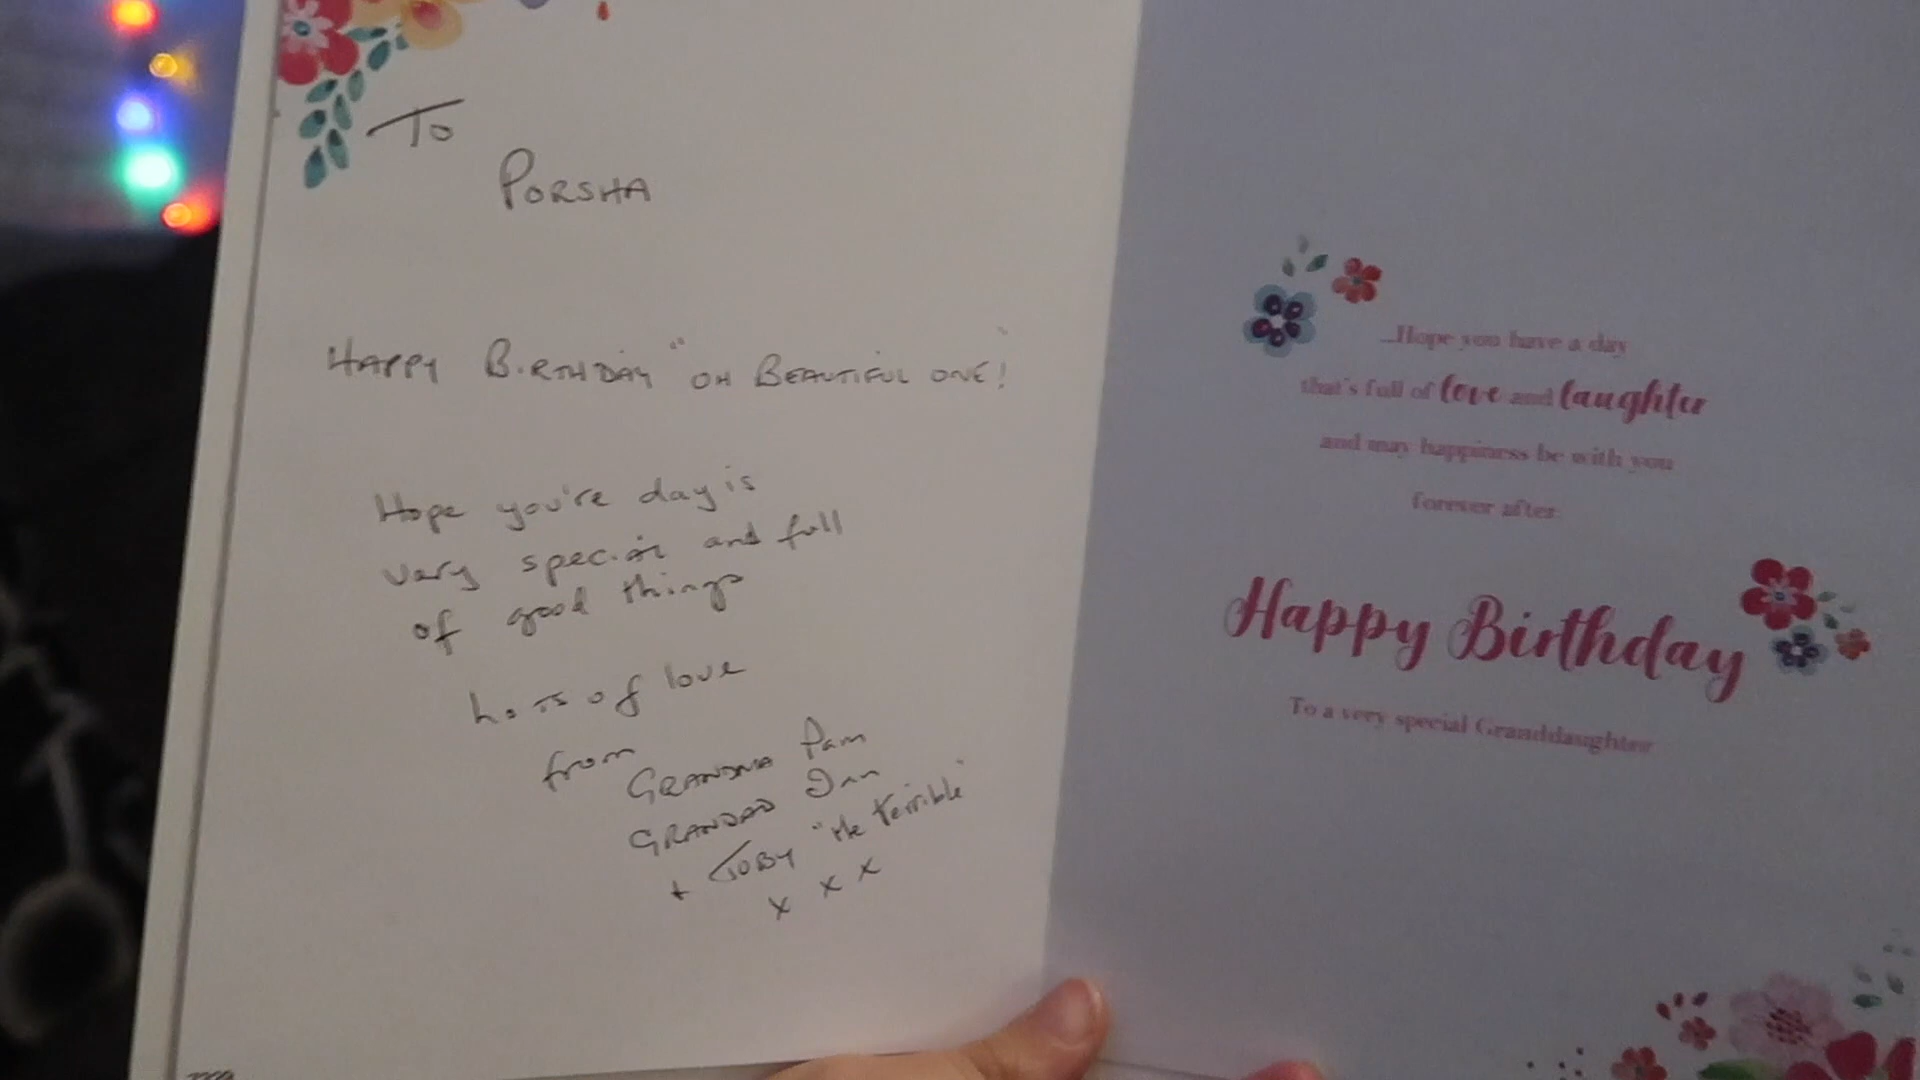 To
PORSHA
HAPPY BIRTHDAY "OH BEAUTIFUL ONE!"
Hope you're day is
very special and full
of good things
Lots of love
from
GRANDMA Pam
GRANDAD Ian
+ TOBY "the terrible"
x x x
...Hope you have a day
that's full of love and laughter
and may happiness be with you
forever after.
Happy Birthday
To a very special Granddaughter